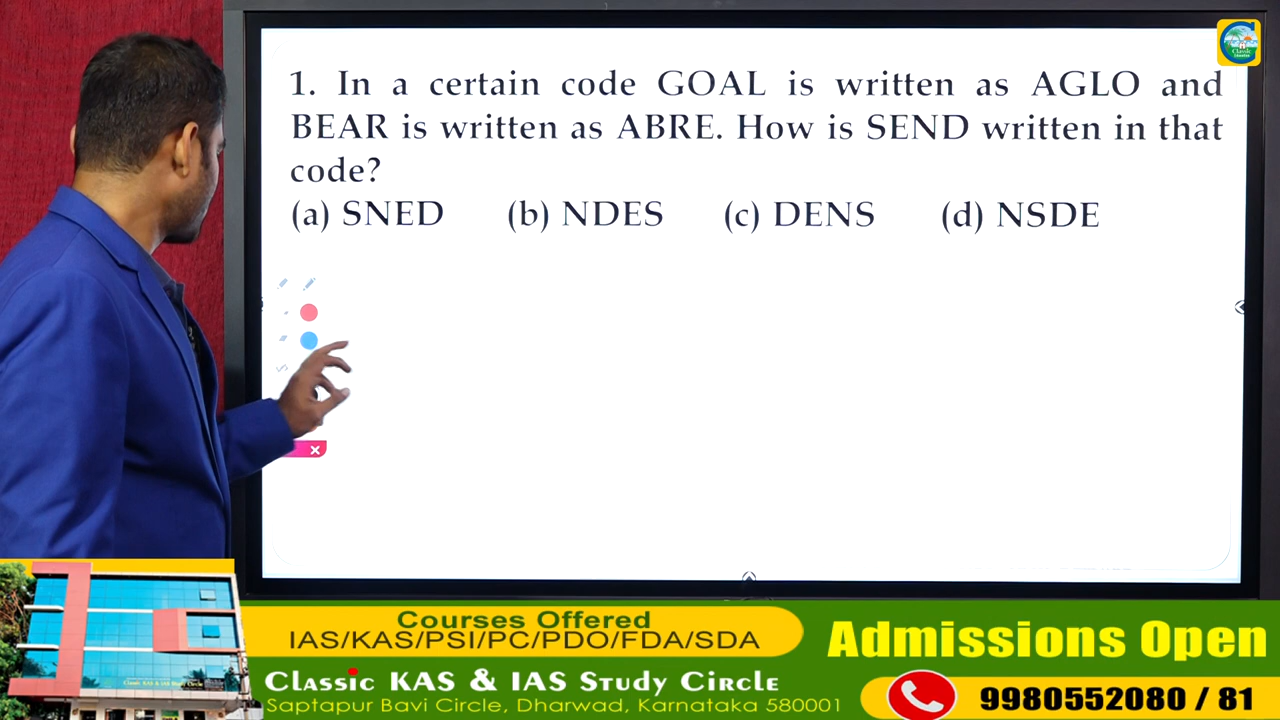 1. In a certain code GOAL is written as AGLO and
BEAR is written as ABRE. How is SEND written in that
code?
(a) SNED (b) NDES (c) DENS (d) NSDE
Courses Offered
IAS/KAS/PSI/PC/PDO/FDA/SDA
Classic KAS & IAS Study Circle
Saptapur Bavi Circle, Dharwad, Karnataka 580001
Admissions Open
9980552080 / 81